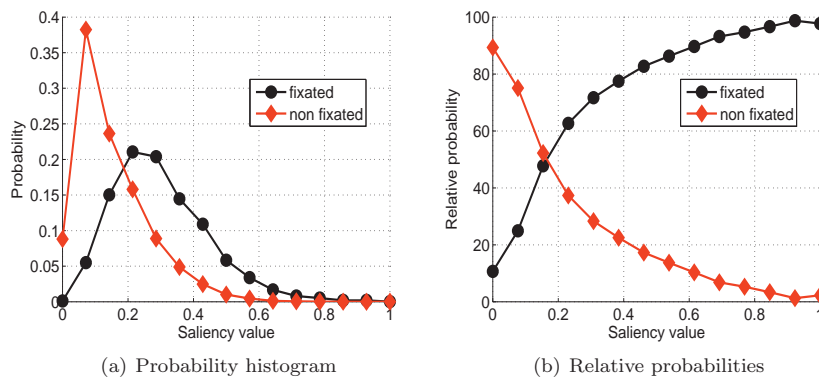 0.4
0.35
0.3
0.25
0.2
0.15
0.1
0.05
0
Probability
fixated
non fixated
0 0.2 0.4 0.6 0.8 1
Saliency value
(a) Probability histogram
100
80
60
40
20
0
Relative probability
fixated
non fixated
0 0.2 0.4 0.6 0.8 1
Saliency value
(b) Relative probabilities